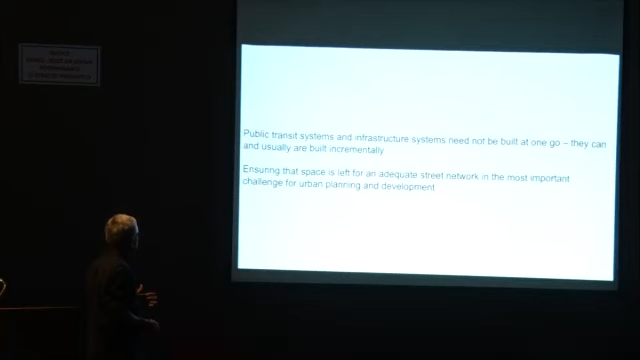 Public transit systems and infrastructure systems need not be built at one go – they can
and usually are built incrementally
Ensuring that space is left for an adequate street network in the most important
challenge for urban planning and development